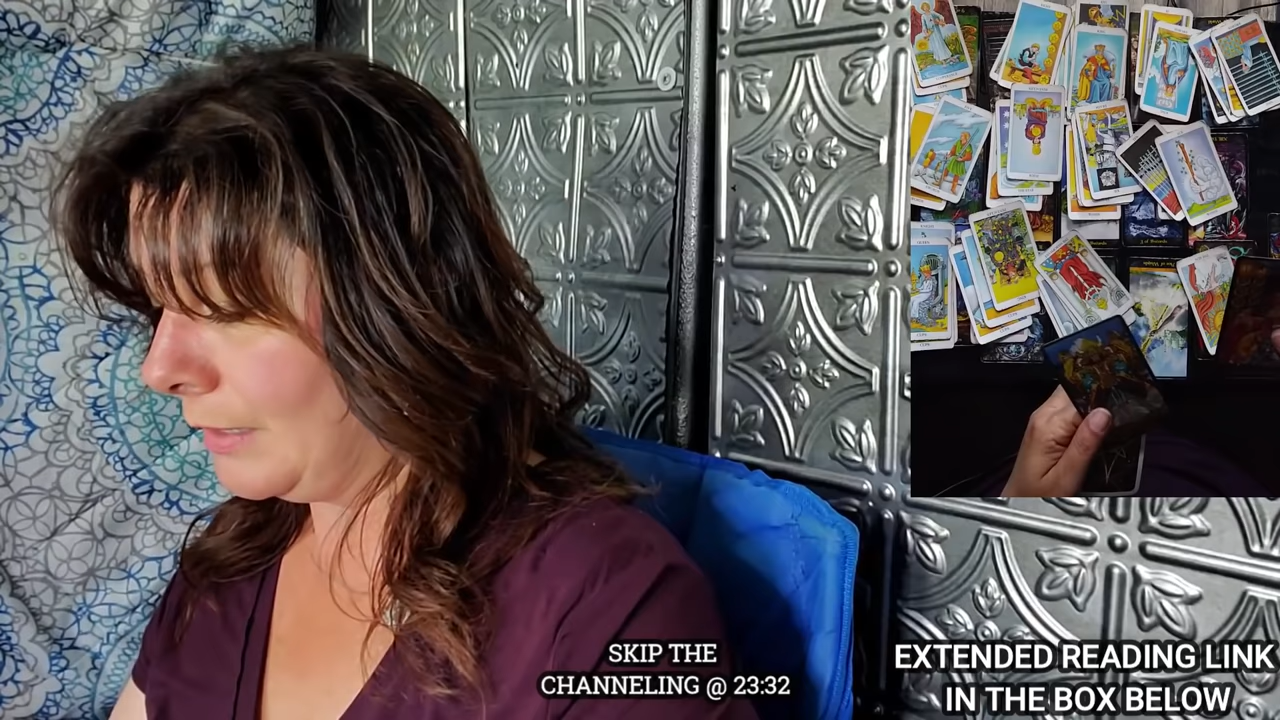 SKIP THE
CHANNELING @ 23:32
EXTENDED READING LINK
IN THE BOX BELOW